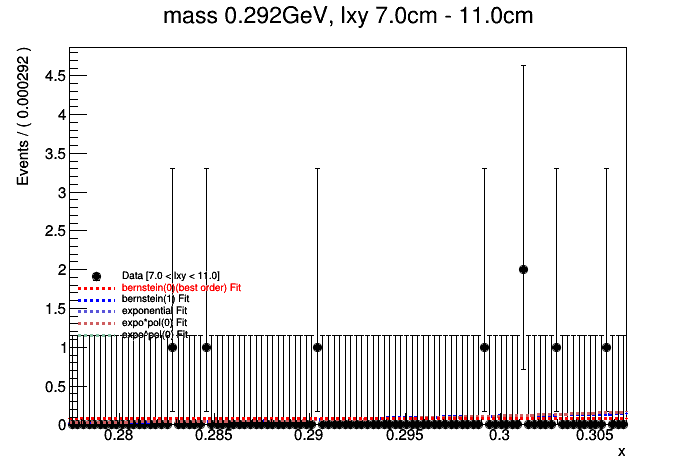 mass 0.292GeV, lxy 7.0cm - 11.0cm
Events / ( 0.000292 )
4.5
4
3.5
3
2.5
2
1.5
1
0.5
0
Data [7.0 < lxy < 11.0]
bernstein(0)(best order) Fit
bernstein(1) Fit
exponential Fit
expo*pol(0) Fit
expo*pol(0) Fit
0.28
0.285
0.29
0.295
0.3
0.305
x